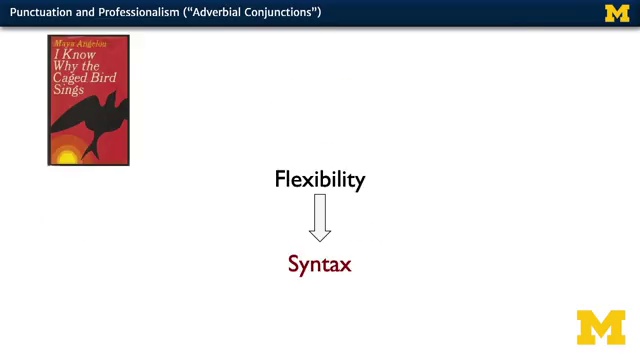 Punctuation and Professionalism (“Adverbial Conjunctions”)
M
Maya Angelou
I Know
Why the
Caged Bird
Sings
Flexibility
Syntax
M